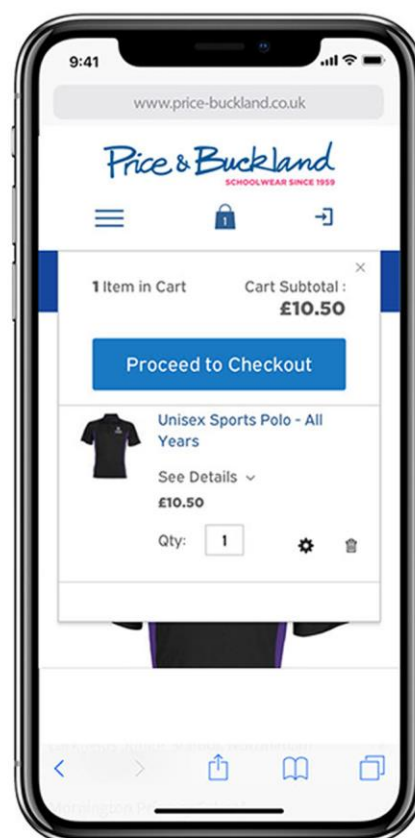 9:41
www.price-buckland.co.uk
Price & Buckland
SCHOOLWEAR SINCE 1959
1
1 Item in Cart
Cart Subtotal :
£10.50
Proceed to Checkout
Unisex Sports Polo - All
Years
See Details
£10.50
Qty: 1